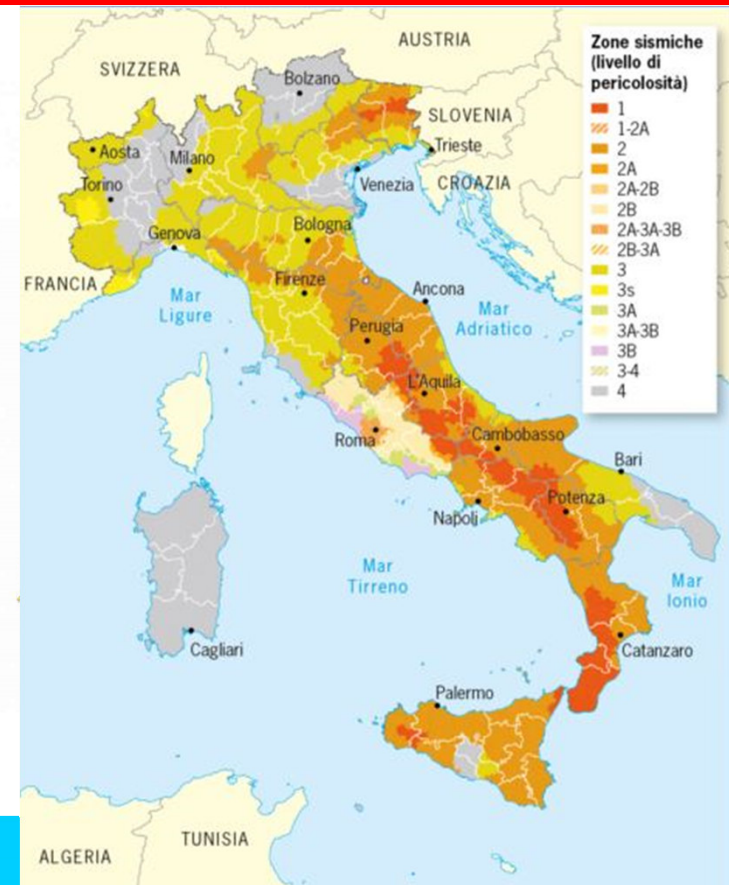 AUSTRIA
SVIZZERA
Bolzano
SLOVENIA
Aosta
Milano
Trieste
Torino
Venezia
CROAZIA
Genova
Bologna
FRANCIA
Firenze
Mar
Ligure
Ancona
Mar
Adriatico
Perugia
L'Aquila
Roma
Cambobasso
Bari
Napoli
Potenza
Mar
Tirreno
Mar
Ionio
Cagliari
Catanzaro
Palermo
TUNISIA
ALGERIA
Zone sismiche
(livello di
pericolosità)
1
1-2A
2
2A
2A-2B
2B
2A-3A-3B
2B-3A
3
3s
3A
3A-3B
3B
3-4
4